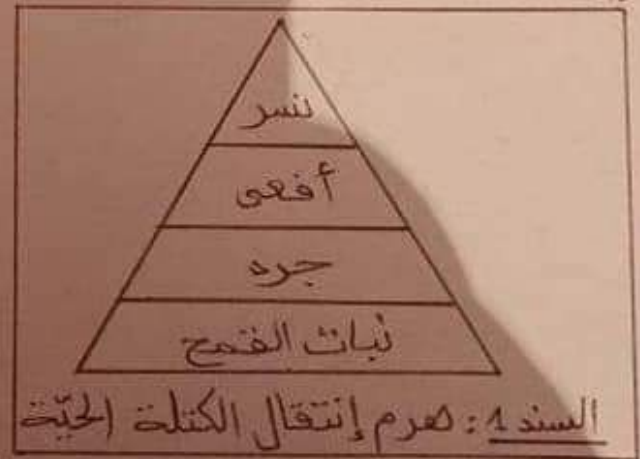 نسر
أفعى
جرد
نبات القمح
السند 1: هرم إنتقال الكتلة الحيّة